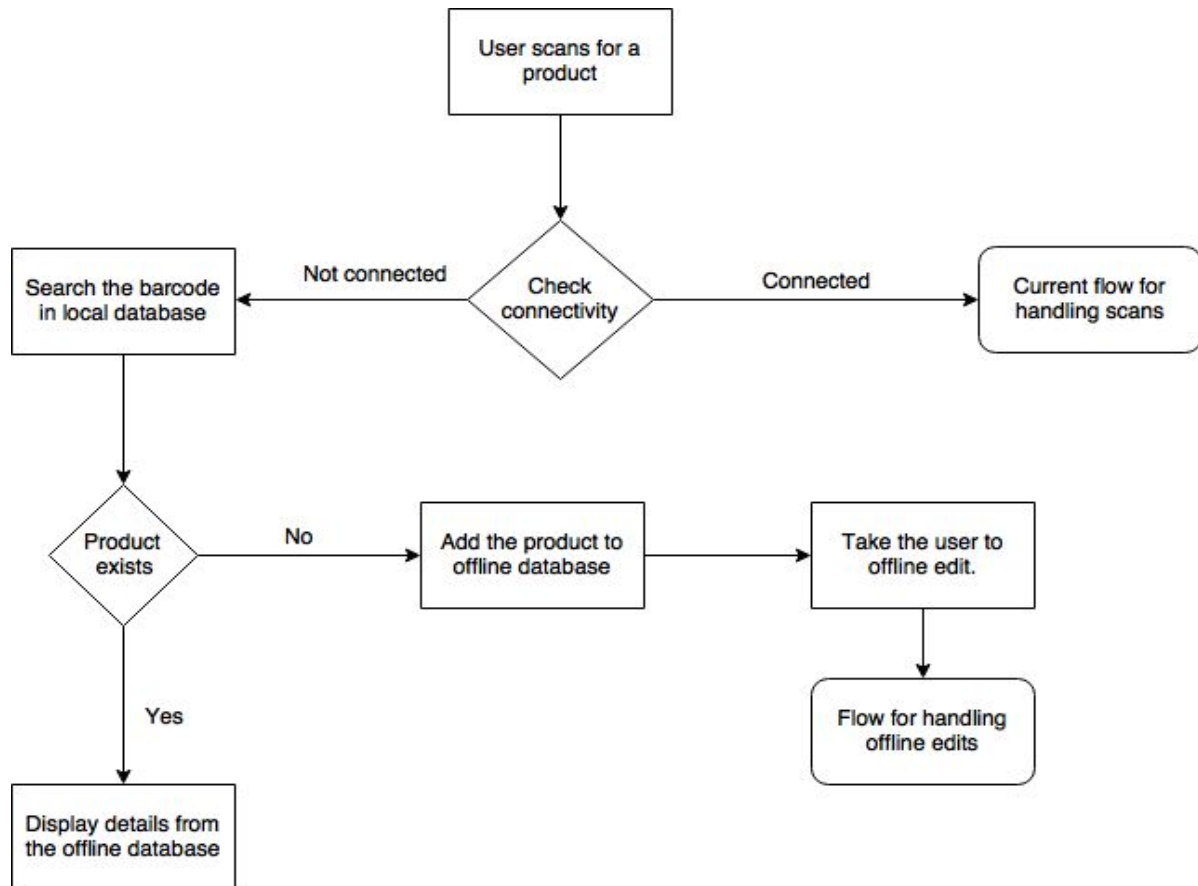 User scans for a
product
Not connected
Check
connectivity
Connected
Search the barcode
in local database
Current flow for
handling scans
Product
exists
No
Add the product to
offline database
Take the user to
offline edit.
Yes
Flow for handling
offline edits
Display details from
the offline database